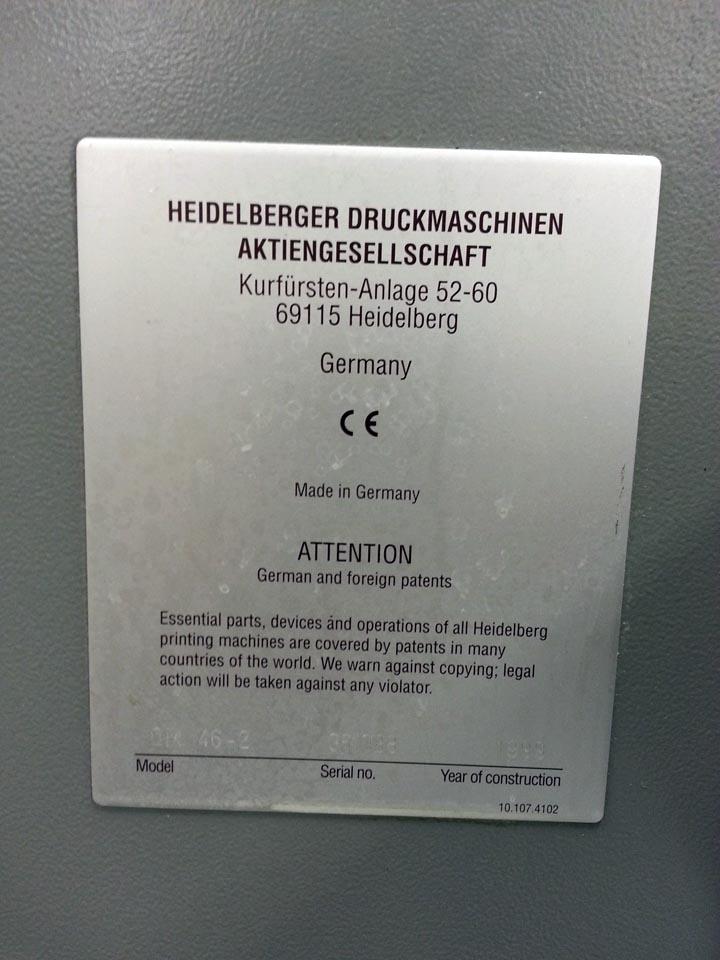 HEIDELBERGER DRUCKMASCHINEN
AKTIENGESELLSCHAFT
Kurfürsten-Anlage 52-60
69115 Heidelberg
Germany
CE
Made in Germany
ATTENTION
German and foreign patents
Essential parts, devices and operations of all Heidelberg
printing machines are covered by patents in many
countries of the world. We warn against copying; legal
action will be taken against any violator.
46-2
Model Serial no. Year of construction
10.107.4102